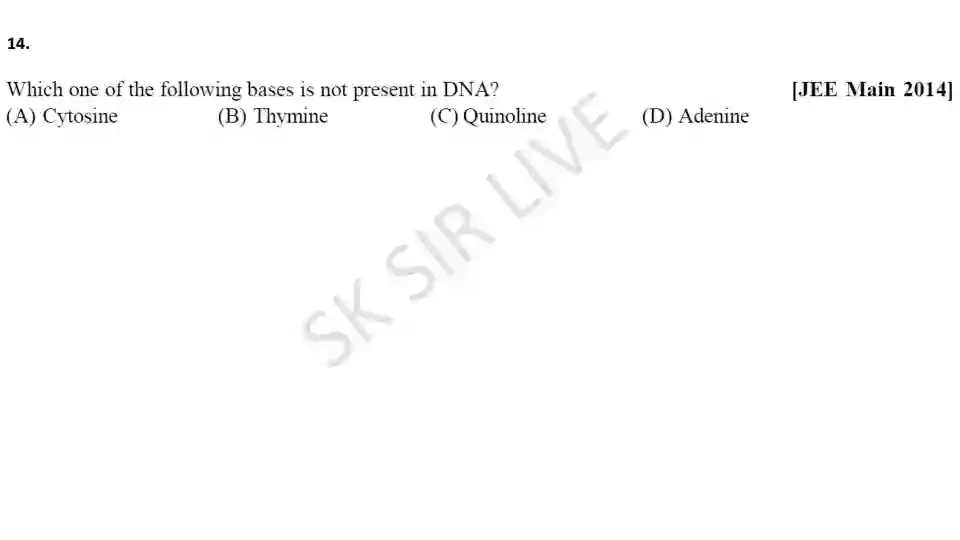 14.
Which one of the following bases is not present in DNA? [JEE Main 2014]
(A) Cytosine (B) Thymine (C) Quinoline (D) Adenine
SK SIR LIVE